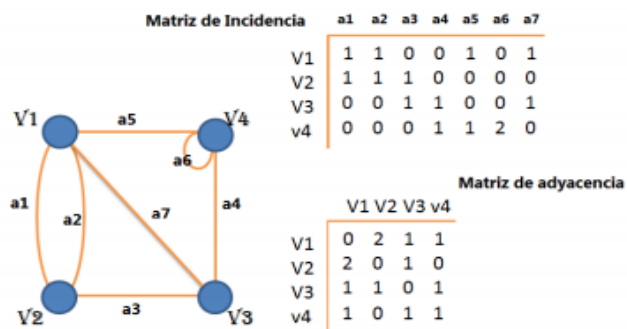 Matriz de Incidencia
a1 a2 a3 a4 a5 a6 a7
V1 1 1 0 0 1 0 1
V2 1 1 1 0 0 0 0
V3 0 0 1 1 0 0 1
v4 0 0 0 1 1 2 0
V1 a5 V4
a6
a1 a2 a7 a4
V2 a3 V3
Matriz de adyacencia
V1 V2 V3 v4
V1 0 2 1 1
V2 2 0 1 0
V3 1 1 0 1
v4 1 0 1 1